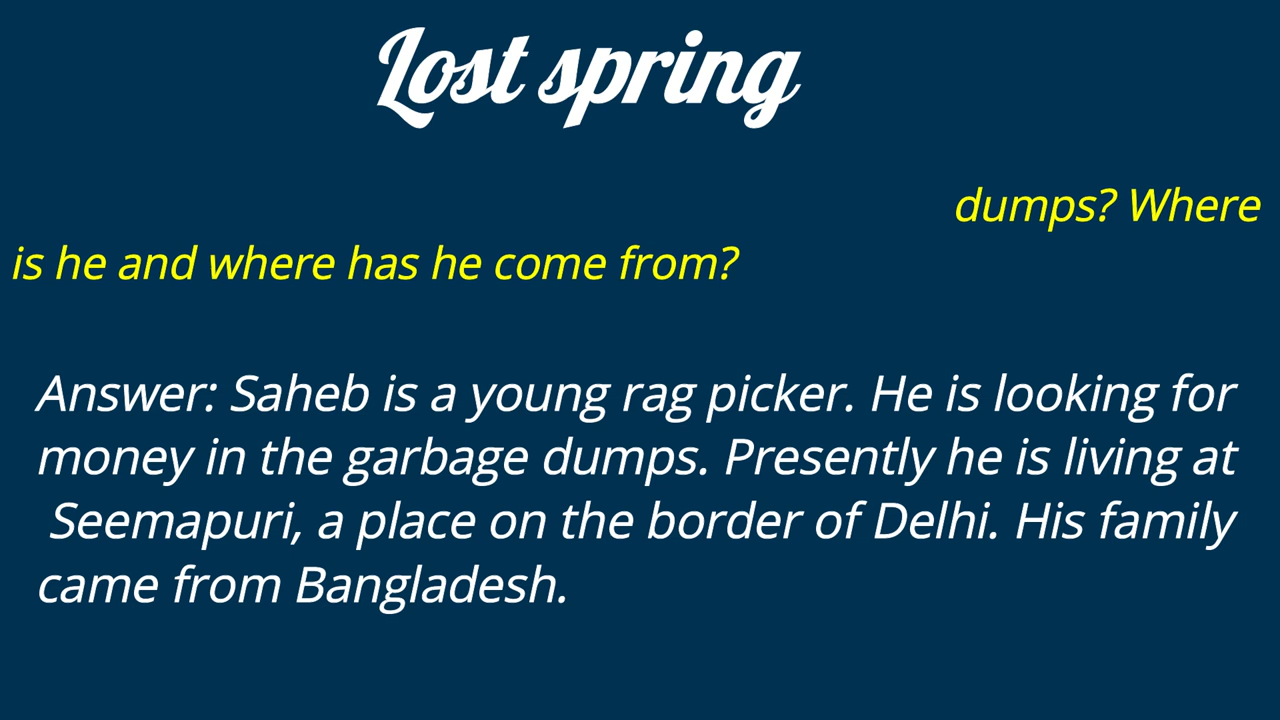 Lost spring
dumps? Where
is he and where has he come from?
Answer: Saheb is a young rag picker. He is looking for
money in the garbage dumps. Presently he is living at
Seemapuri, a place on the border of Delhi. His family
came from Bangladesh.